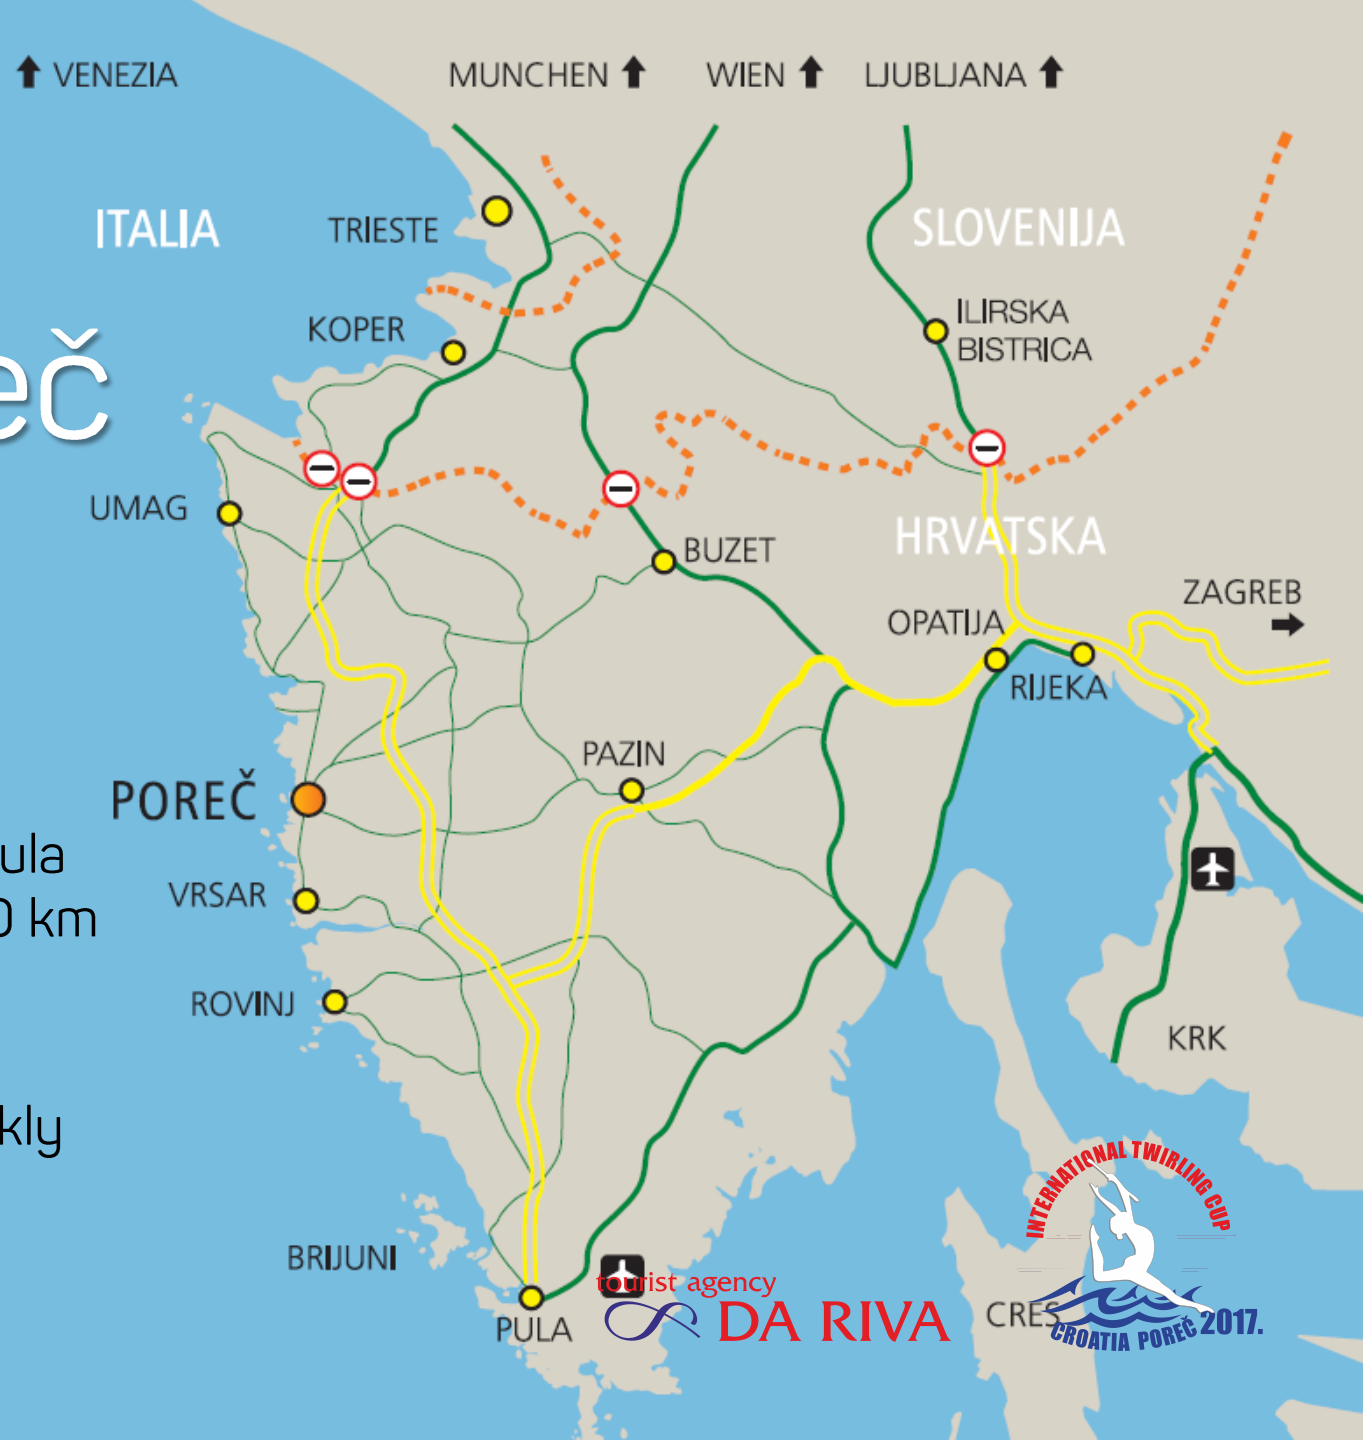 VENEZIA
MUNCHEN
WIEN
LJUBLJANA
ITALIA
TRIESTE
SLOVENIJA
KOPER
ILIRSKA
BISTRICA
eč
UMAG
HRVATSKA
BUZET
ZAGREB
OPATIJA
RIJEKA
PAZIN
POREČ
ula
0 km
VRSAR
ROVINJ
KRK
kly
INTERNATIONAL TWIRLING CUP
BRIJUNI
tourist agency
DA RIVA
PULA
CRES
CROATIA POREČ 2017.